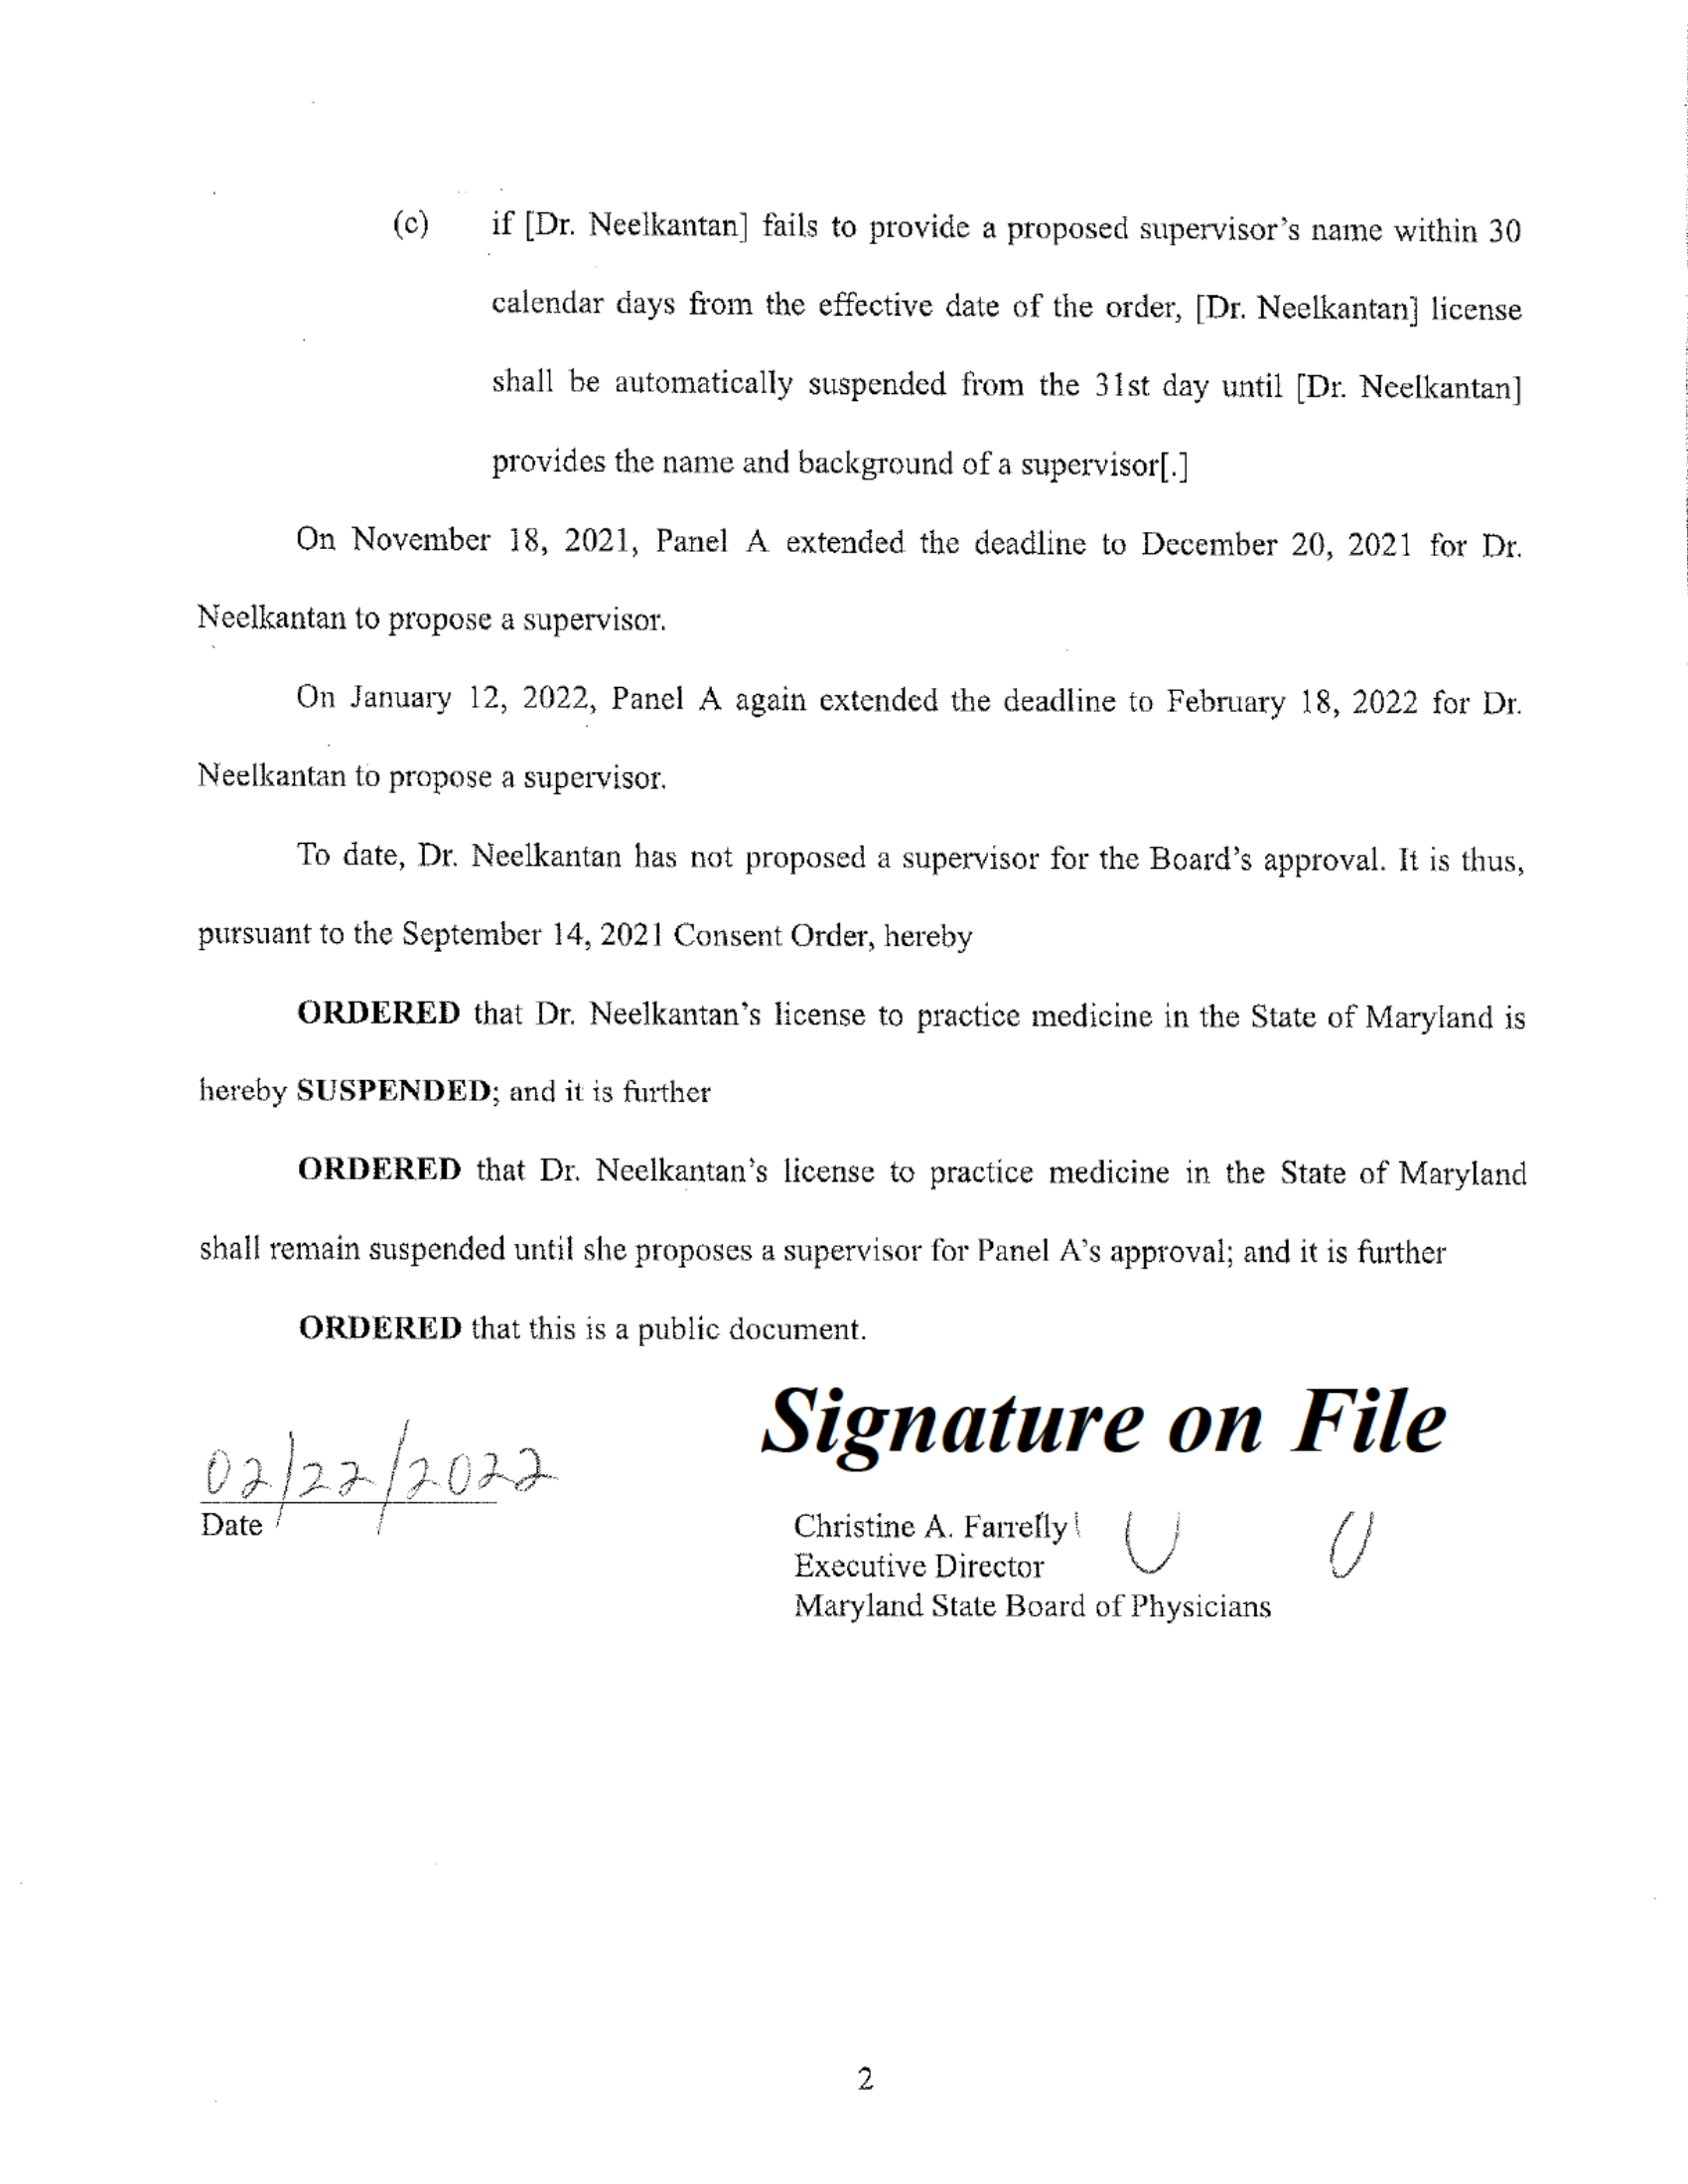 (c) if [Dr. Neelkantan] fails to provide a proposed supervisor's name within 30
calendar days from the effective date of the order, [Dr. Neelkantan] license
shall be automatically suspended from the 31st day until [Dr. Neelkantan]
provides the name and background of a supervisor[.]
On November 18, 2021, Panel A extended the deadline to December 20, 2021 for Dr.
Neelkantan to propose a supervisor.
On January 12, 2022, Panel A again extended the deadline to February 18, 2022 for Dr.
Neelkantan to propose a supervisor.
To date, Dr. Neelkantan has not proposed a supervisor for the Board's approval. It is thus,
pursuant to the September 14, 2021 Consent Order, hereby
ORDERED that Dr. Neelkantan's license to practice medicine in the State of Maryland is
hereby SUSPENDED; and it is further
ORDERED that Dr. Neelkantan's license to practice medicine in the State of Maryland
shall remain suspended until she proposes a supervisor for Panel A's approval; and it is further
ORDERED that this is a public document.
Signature on File
02/22/2022
Date
Christine A. Farrelly
Executive Director
Maryland State Board of Physicians
2